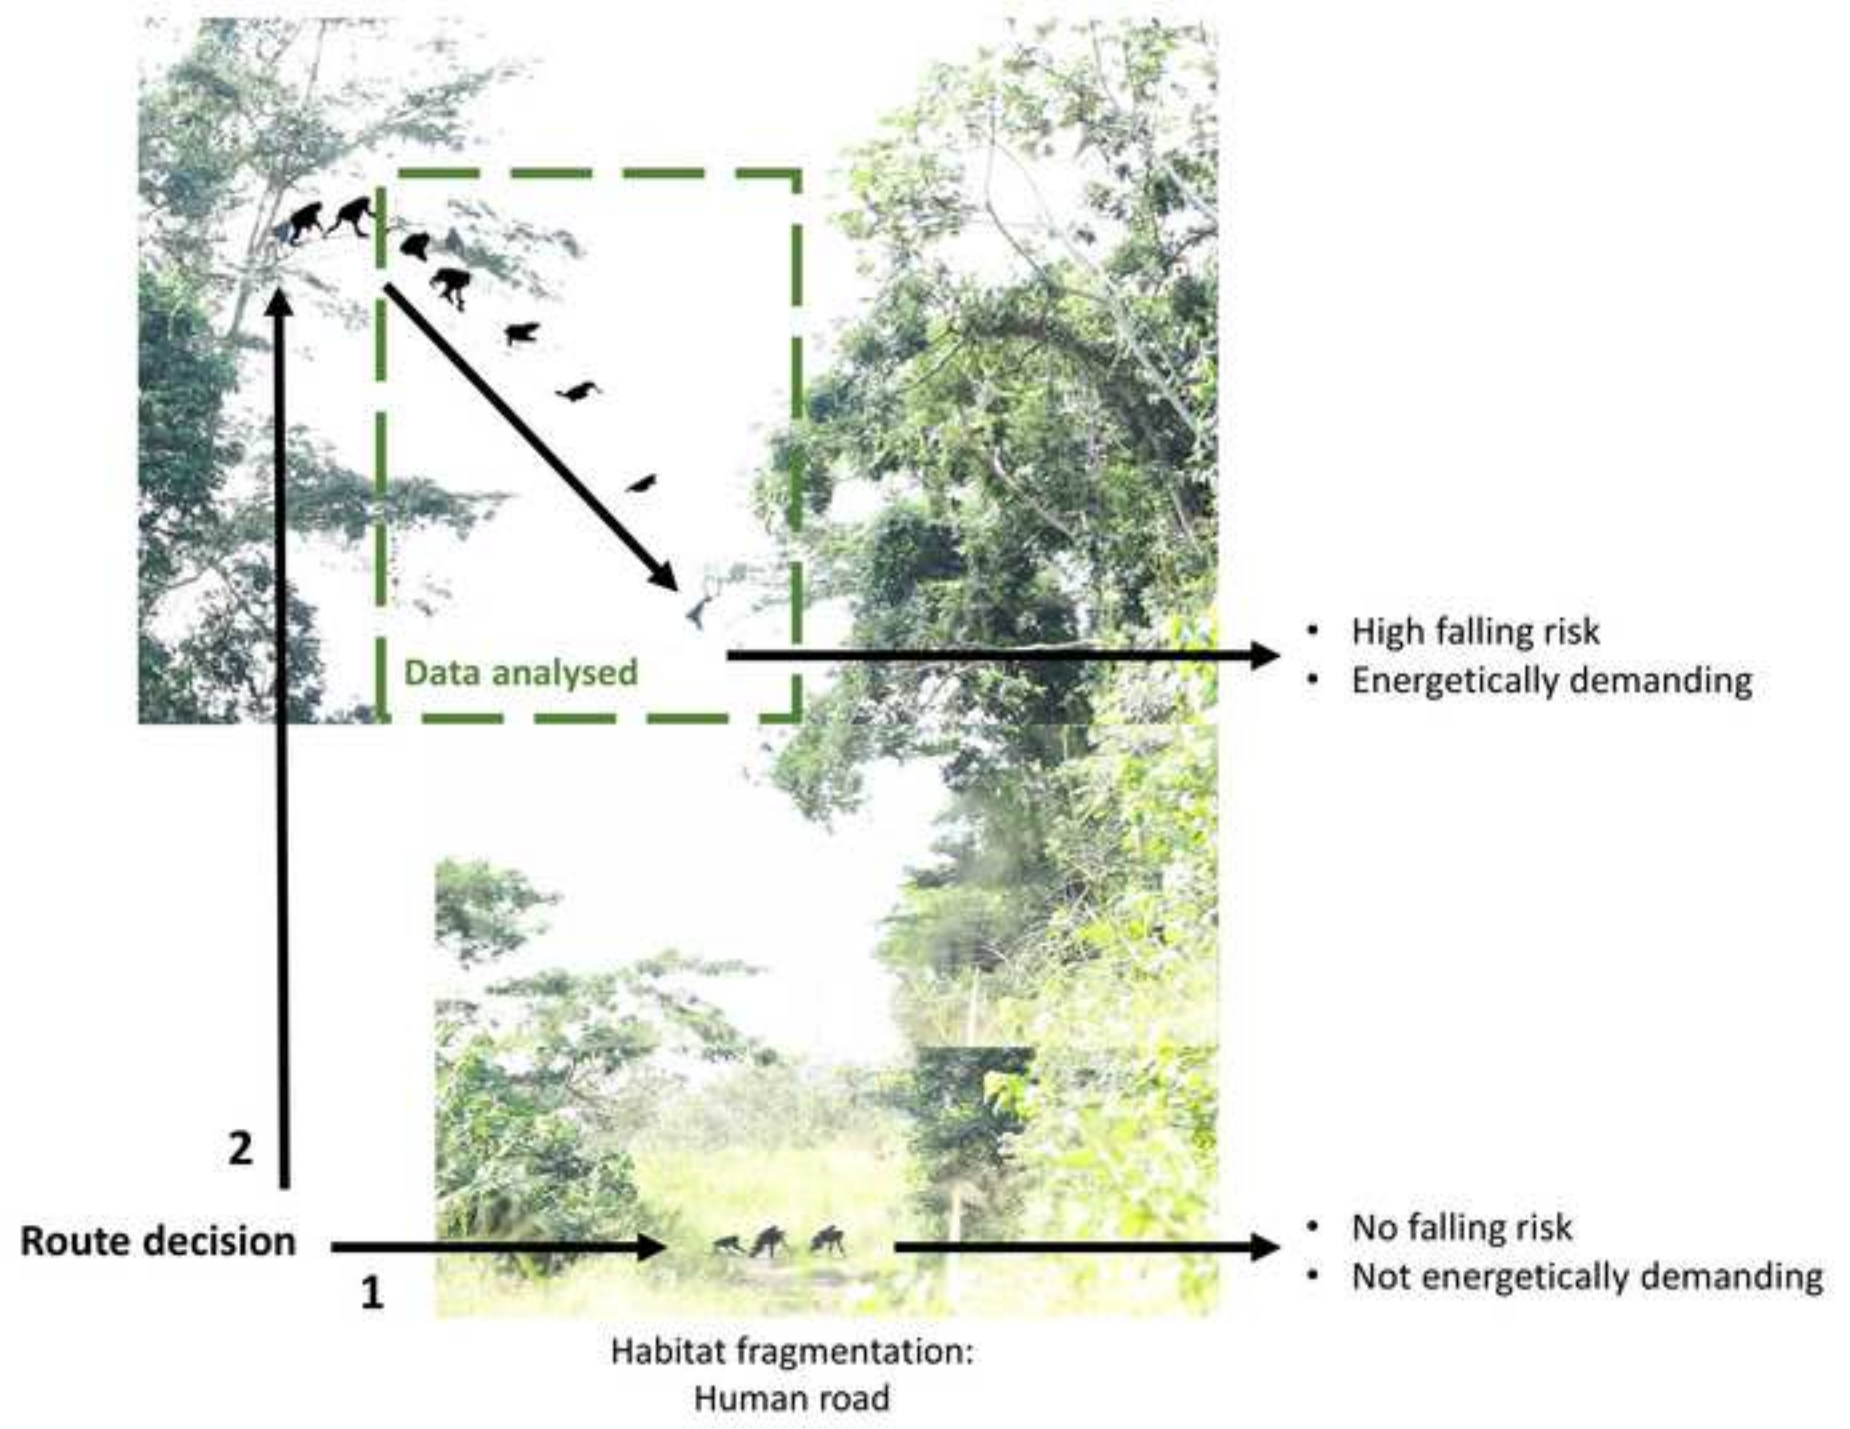 Data analysed
• High falling risk
• Energetically demanding
2
Route decision
1
• No falling risk
• Not energetically demanding
Habitat fragmentation:
Human road